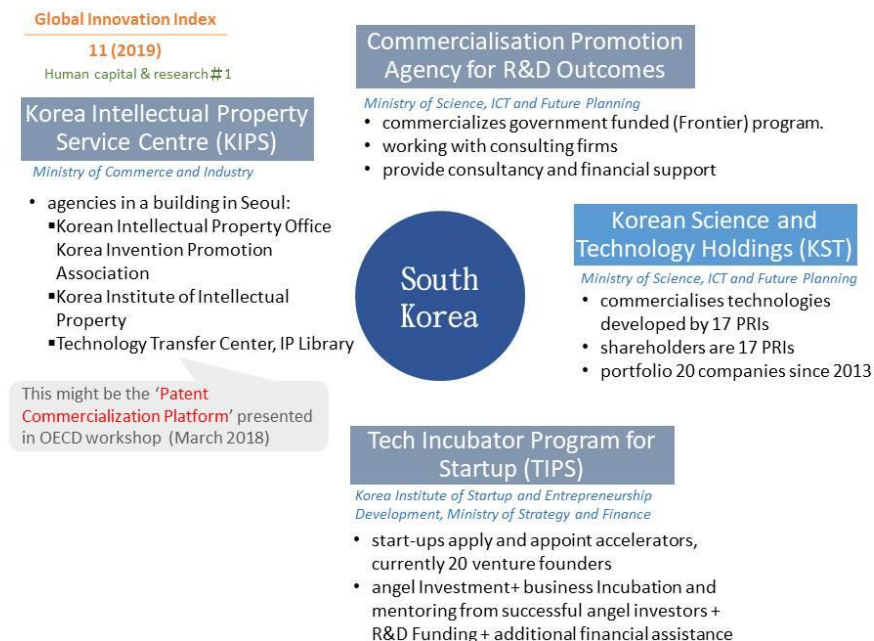 Global Innovation Index
11 (2019)
Human capital & research #1
Korea Intellectual Property
Service Centre (KIPS)
Ministry of Commerce and Industry
• agencies in a building in Seoul:
▪Korean Intellectual Property Office
Korea Invention Promotion
Association
▪Korea Institute of Intellectual
Property
▪Technology Transfer Center, IP Library
This might be the ‘Patent
Commercialization Platform’ presented
in OECD workshop (March 2018)
Commercialisation Promotion
Agency for R&D Outcomes
Ministry of Science, ICT and Future Planning
• commercializes government funded (Frontier) program.
• working with consulting firms
• provide consultancy and financial support
South
Korea
Korean Science and
Technology Holdings (KST)
Ministry of Science, ICT and Future Planning
• commercialises technologies
developed by 17 PRIs
• shareholders are 17 PRIs
• portfolio 20 companies since 2013
Tech Incubator Program for
Startup (TIPS)
Korea Institute of Startup and Entrepreneurship
Development, Ministry of Strategy and Finance
• start-ups apply and appoint accelerators,
currently 20 venture founders
• angel Investment+ business Incubation and
mentoring from successful angel investors +
R&D Funding + additional financial assistance